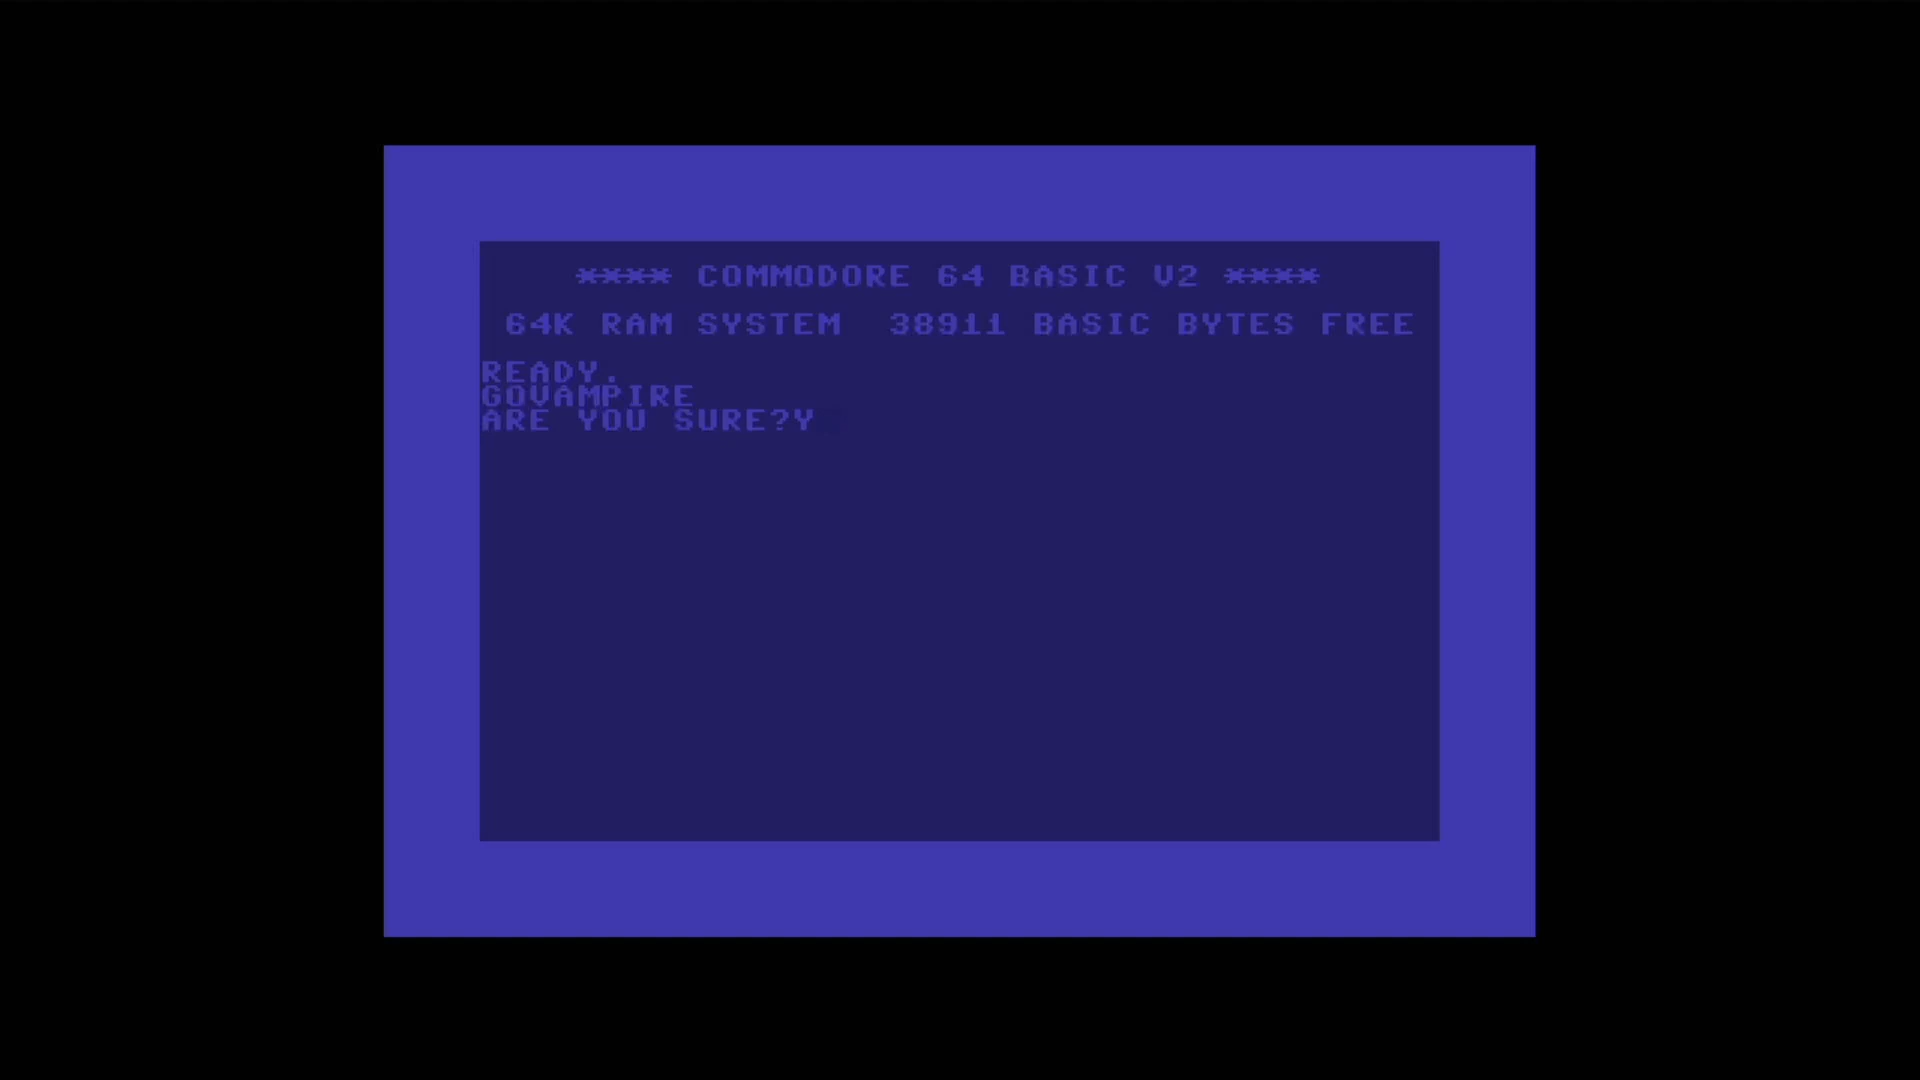 **** COMMODORE 64 BASIC V2 ****
64K RAM SYSTEM  38911 BASIC BYTES FREE
READY.
GOVAMPIRE
ARE YOU SURE?Y